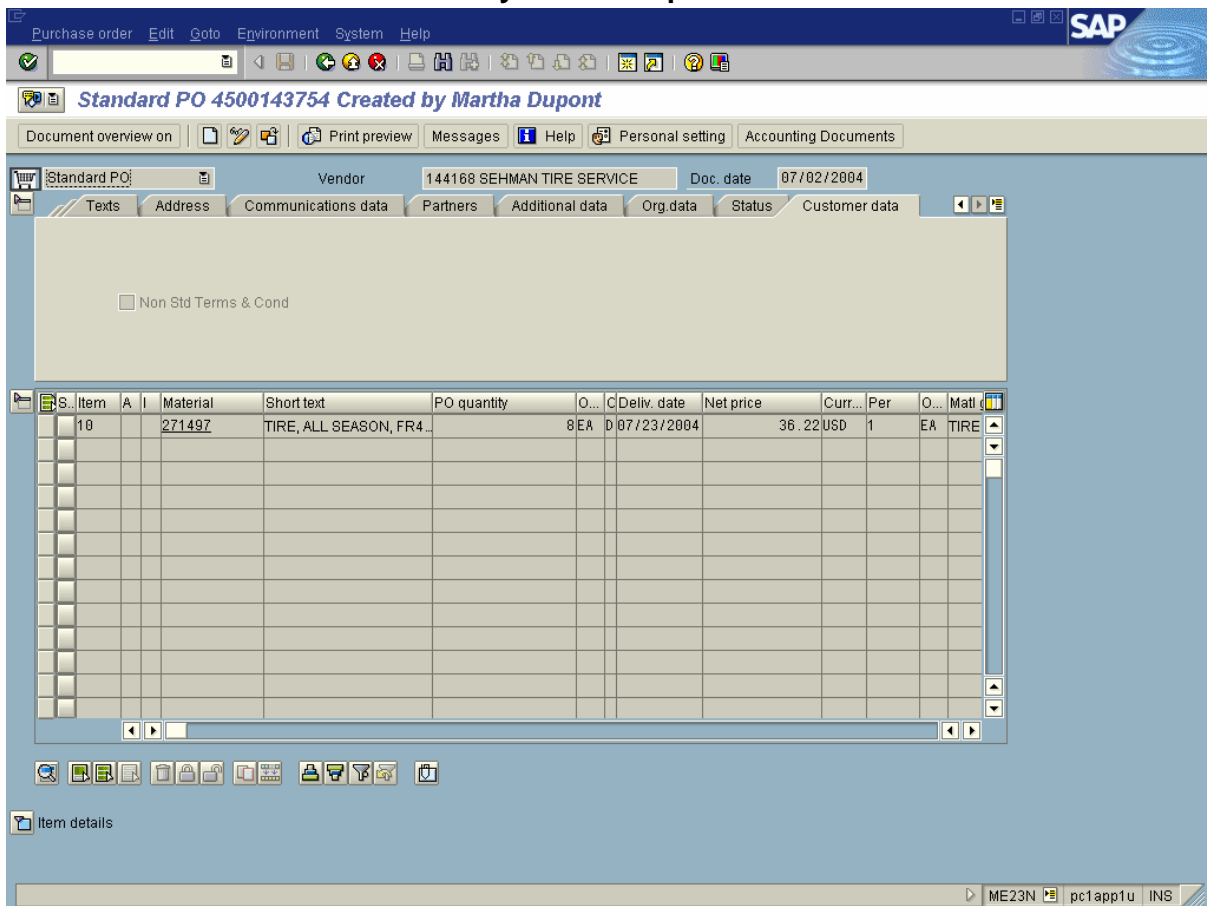 Purchase order Edit Goto Environment System Help
SAP
Standard PO 4500143754 Created by Martha Dupont
Document overview on Print preview Messages Help Personal setting Accounting Documents
Standard PO Vendor 144168 SEHMAN TIRE SERVICE Doc. date 07/02/2004
Texts Address Communications data Partners Additional data Org.data Status Customer data
Non Std Terms & Cond
S.. Item A I Material Short text PO quantity O... C Deliv. date Net price Curr... Per O... Matl
10 271497 TIRE, ALL SEASON, FR4... 8 EA D 07/23/2004 36.22 USD 1 EA TIRE
Item details
ME23N pc1app1u INS